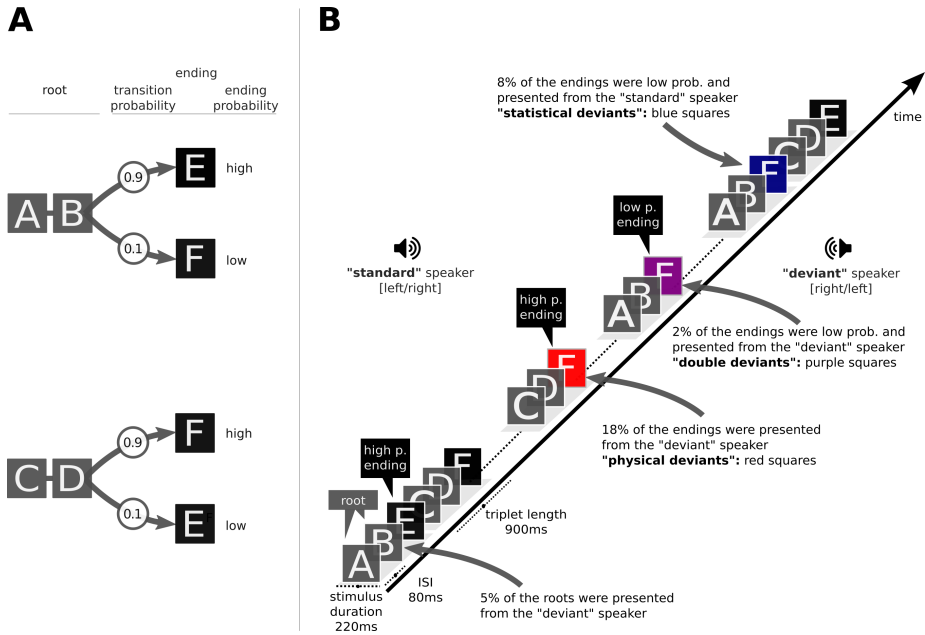 A
B
root
ending
transition
probability
ending
probability
A
B
0.9
E
high
0.1
F
low
C
D
0.9
F
high
0.1
E
low
8% of the endings were low prob. and
presented from the "standard" speaker
"statistical deviants": blue squares
time
A
B
F
C
D
E
low p.
ending
"standard" speaker
[left/right]
"deviant" speaker
[right/left]
A
B
F
high p.
ending
2% of the endings were low prob. and
presented from the "deviant" speaker
"double deviants": purple squares
C
D
F
18% of the endings were presented
from the "deviant" speaker
"physical deviants": red squares
high p.
ending
root
A
B
E
C
D
F
triplet length
900ms
ISI
80ms
stimulus
duration
220ms
5% of the roots were presented
from the "deviant" speaker